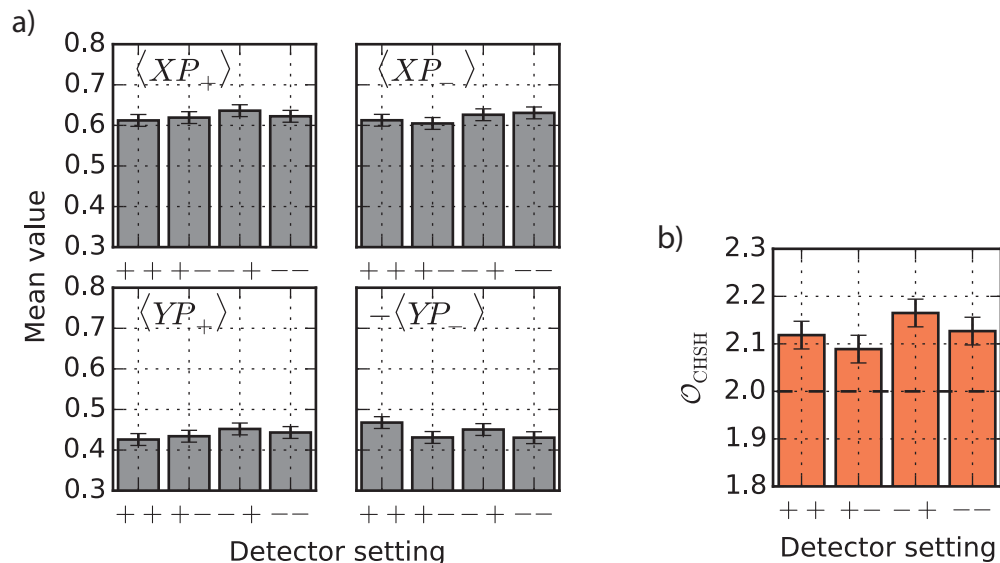 a)
Mean value
0.8
0.7
0.6
0.5
0.4
0.3
⟨XP₊⟩
+ + + − − + − −
⟨XP₋⟩
+ + + − − + − −
0.8
0.7
0.6
0.5
0.4
0.3
⟨YP₊⟩
+ + + − − + − −
−⟨YP₋⟩
+ + + − − + − −
Detector setting
b)
𝒪CHSH
2.3
2.2
2.1
2.0
1.9
1.8
+ + + − − + − −
Detector setting